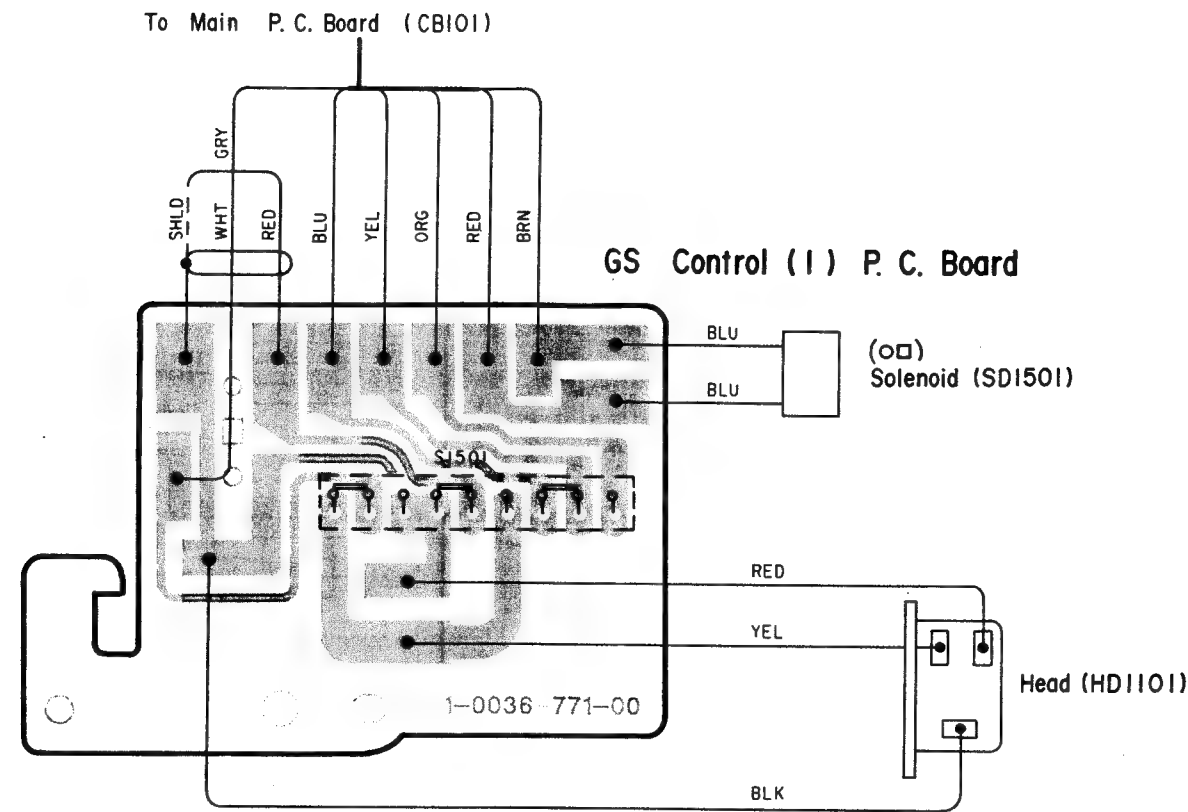 To Main P. C. Board (CB101)
GRY
SHLD
WHT
RED
BLU
YEL
ORG
RED
BRN
GS Control (1) P. C. Board
BLU
(○□)
Solenoid (SD1501)
BLU
S1501
RED
YEL
Head (HD1101)
1-0036 771-00
BLK